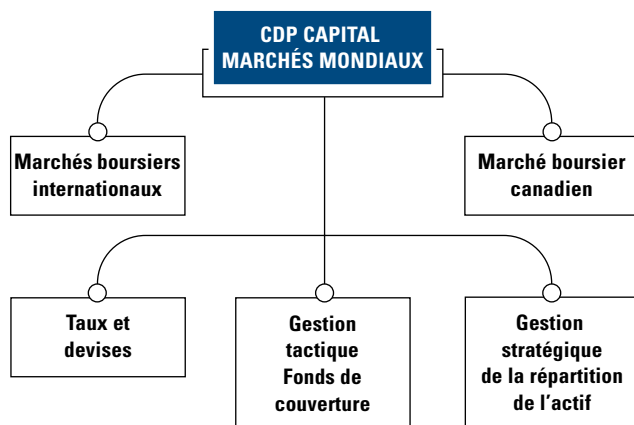 CDP CAPITAL
MARCHÉS MONDIAUX
Marchés boursiers
internationaux
Marché boursier
canadien
Taux et
devises
Gestion
tactique
Fonds de
couverture
Gestion
stratégique
de la répartition
de l'actif